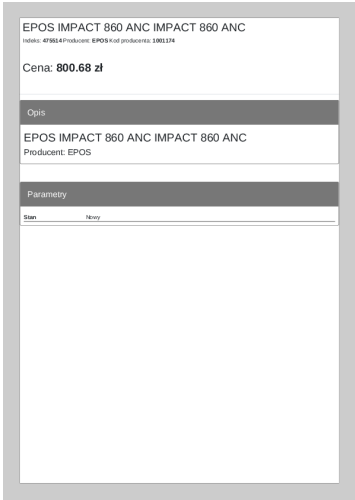 EPOS IMPACT 860 ANC IMPACT 860 ANC
Indeks: 475514 Producent: EPOS Kod producenta: 1001174
Cena: 800.68 zł
Opis
EPOS IMPACT 860 ANC IMPACT 860 ANC
Producent: EPOS
Parametry
Stan Nowy